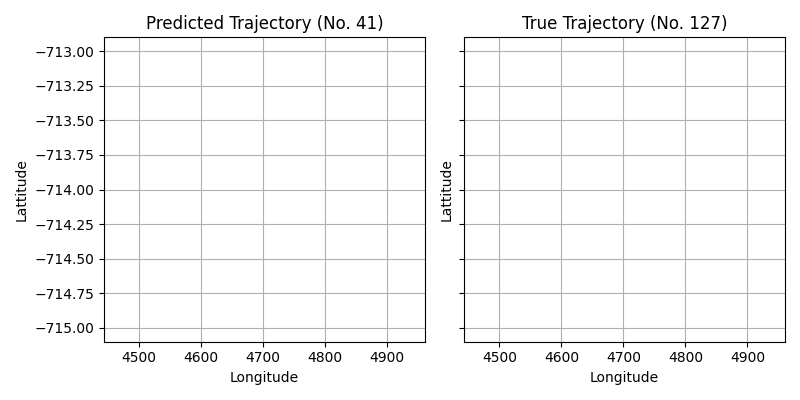 Predicted Trajectory (No. 41)
True Trajectory (No. 127)
Lattitude
−713.00
−713.25
−713.50
−713.75
−714.00
−714.25
−714.50
−714.75
−715.00
4500 4600 4700 4800 4900
Longitude
Lattitude
4500 4600 4700 4800 4900
Longitude